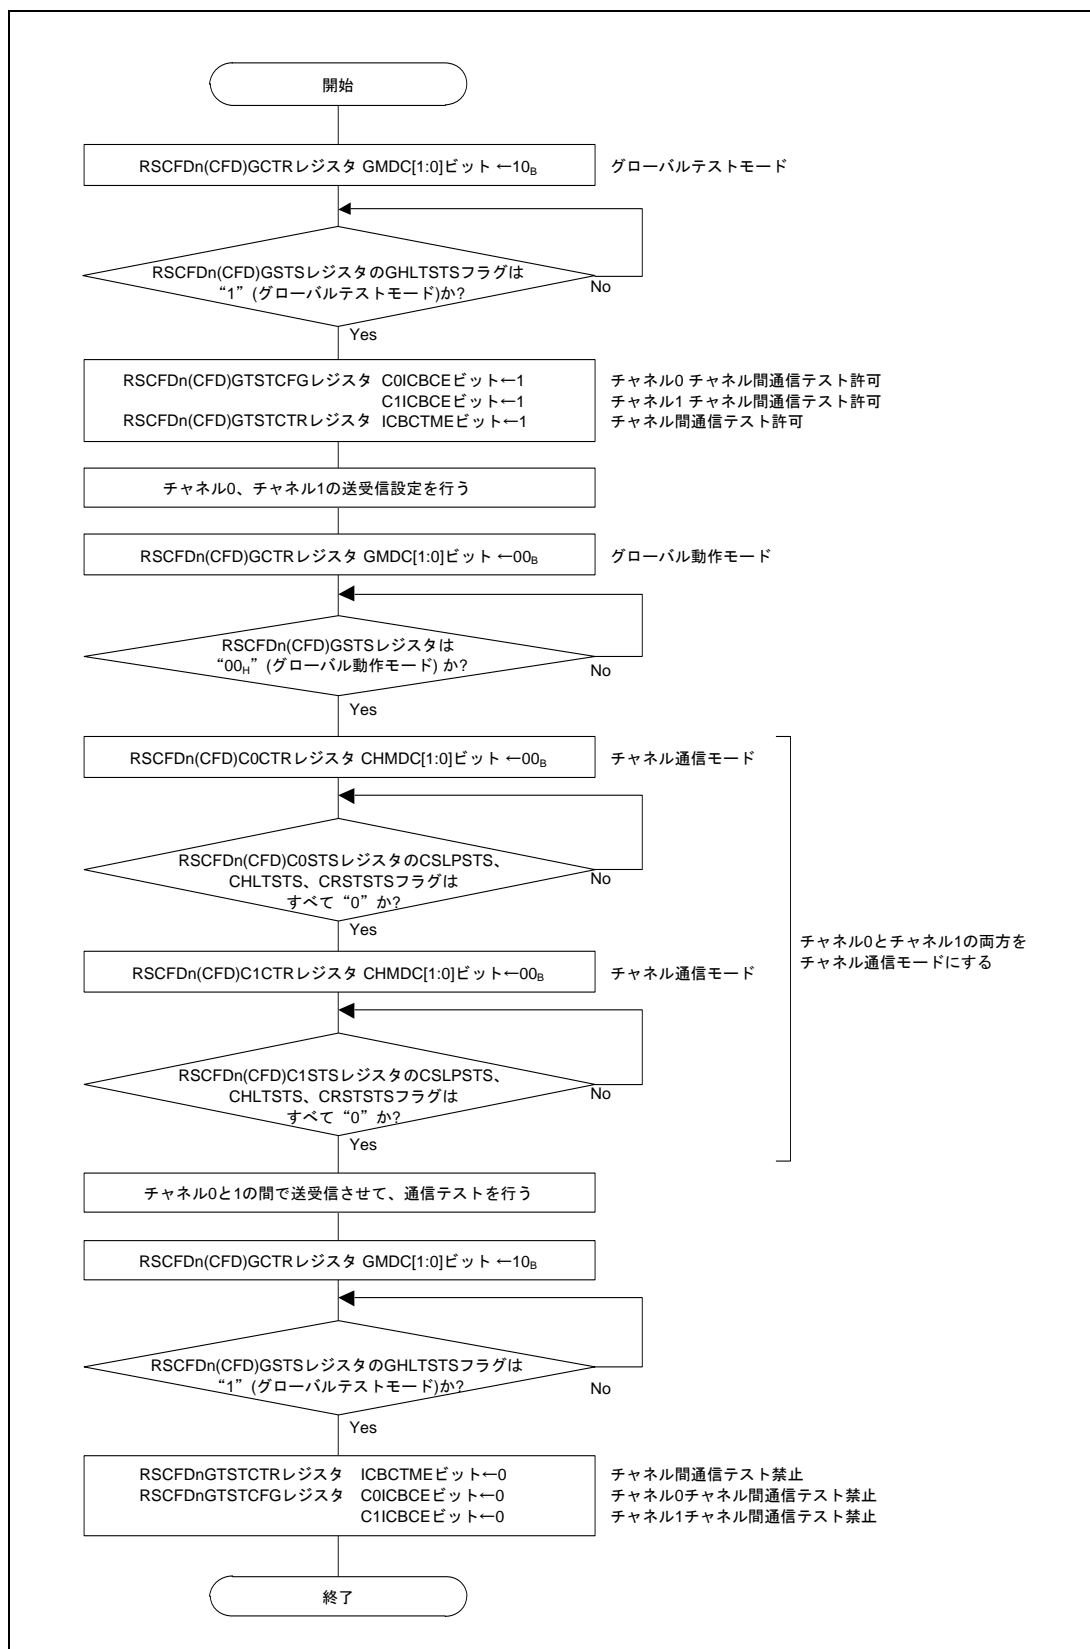 開始
RSCFDn(CFD)GCTRレジスタ GMDC[1:0]ビット ←10B グローバルテストモード
RSCFDn(CFD)GSTSレジスタのGHLTSTSフラグは
“1” (グローバルテストモード)か?
No
Yes
RSCFDn(CFD)GTSTCFGレジスタ C0ICBCEビット←1 チャネル0 チャネル間通信テスト許可
C1ICBCEビット←1 チャネル1 チャネル間通信テスト許可
RSCFDn(CFD)GTSTCTRレジスタ ICBCTMEビット←1 チャネル間通信テスト許可
チャネル0、チャネル1の送受信設定を行う
RSCFDn(CFD)GCTRレジスタ GMDC[1:0]ビット ←00B グローバル動作モード
RSCFDn(CFD)GSTSレジスタは
“00H” (グローバル動作モード) か?
No
Yes
RSCFDn(CFD)C0CTRレジスタ CHMDC[1:0]ビット ←00B チャネル通信モード
RSCFDn(CFD)C0STSレジスタのCSLPSTS、
CHLTSTS、CRSTSTSフラグは
すべて “0” か?
No
Yes
チャネル0とチャネル1の両方を
チャネル通信モードにする
RSCFDn(CFD)C1CTRレジスタ CHMDC[1:0]ビット←00B チャネル通信モード
RSCFDn(CFD)C1STSレジスタのCSLPSTS、
CHLTSTS、CRSTSTSフラグは
すべて “0” か?
No
Yes
チャネル0と1の間で送受信させて、通信テストを行う
RSCFDn(CFD)GCTRレジスタ GMDC[1:0]ビット ←10B
RSCFDn(CFD)GSTSレジスタのGHLTSTSフラグは
“1” (グローバルテストモード)か?
No
Yes
RSCFDnGTSTCTRレジスタ ICBCTMEビット←0 チャネル間通信テスト禁止
RSCFDnGTSTCFGレジスタ C0ICBCEビット←0 チャネル0チャネル間通信テスト禁止
C1ICBCEビット←0 チャネル1チャネル間通信テスト禁止
終了